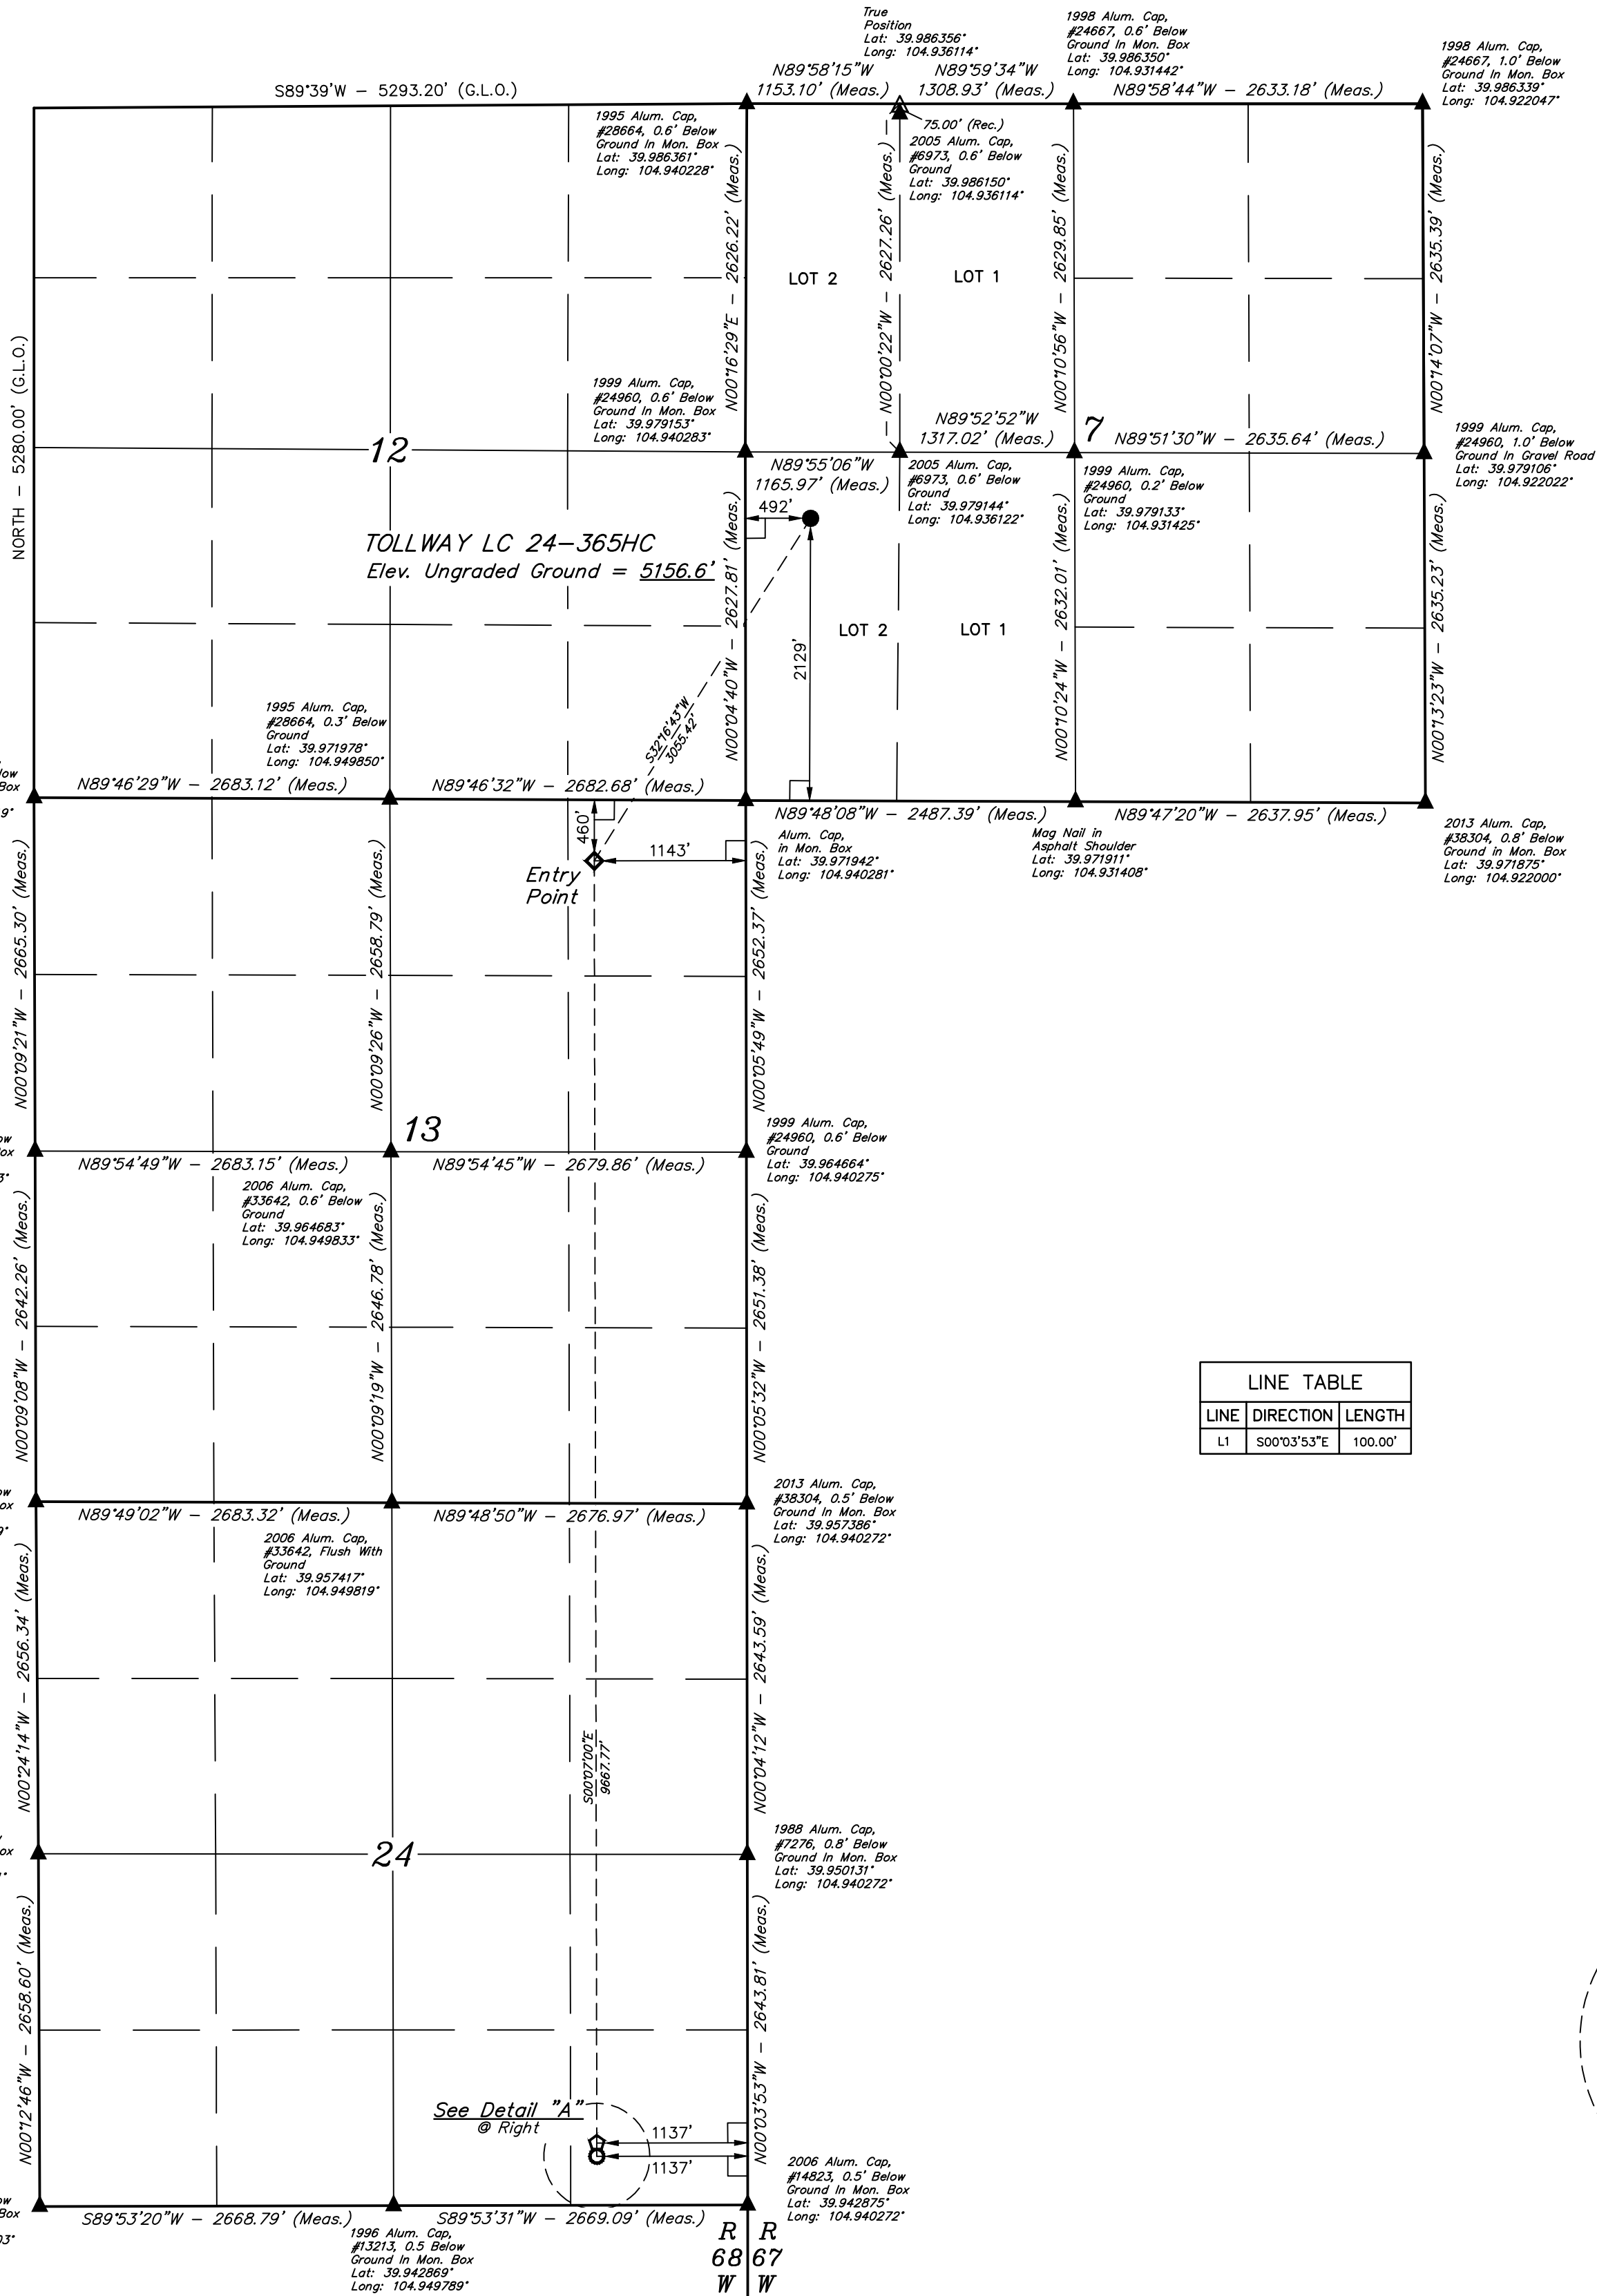 True
Position
Lat: 39.986356°
Long: 104.936114°
1998 Alum. Cap,
#24667, 0.6' Below
Ground In Mon. Box
Lat: 39.986350°
Long: 104.931442°
1998 Alum. Cap,
#24667, 1.0' Below
Ground In Mon. Box
Lat: 39.986339°
Long: 104.922047°
S89°39'W – 5293.20' (G.L.O.)
N89°58'15"W
1153.10' (Meas.)
N89°59'34"W
1308.93' (Meas.)
N89°58'44"W – 2633.18' (Meas.)
1995 Alum. Cap,
#28664, 0.6' Below
Ground In Mon. Box
Lat: 39.986361°
Long: 104.940228°
75.00' (Rec.)
2005 Alum. Cap,
#6973, 0.6' Below
Ground
Lat: 39.986150°
Long: 104.936114°
NORTH – 5280.00' (G.L.O.)
N00°16'29"E – 2626.22' (Meas.)
N00°00'22"W – 2627.26' (Meas.)
N00°10'56"W – 2629.85' (Meas.)
N00°14'07"W – 2635.39' (Meas.)
LOT 2
LOT 1
1999 Alum. Cap,
#24960, 0.6' Below
Ground In Mon. Box
Lat: 39.979153°
Long: 104.940283°
12
N89°52'52"W
1317.02' (Meas.)
7
N89°51'30"W – 2635.64' (Meas.)
1999 Alum. Cap,
#24960, 1.0' Below
Ground In Gravel Road
Lat: 39.979106°
Long: 104.922022°
N89°55'06"W
1165.97' (Meas.)
2005 Alum. Cap,
#6973, 0.6' Below
Ground
Lat: 39.979144°
Long: 104.936122°
1999 Alum. Cap,
#24960, 0.2' Below
Ground
Lat: 39.979133°
Long: 104.931425°
492'
TOLLWAY LC 24–365HC
Elev. Ungraded Ground = 5156.6'
N00°04'40"W – 2627.81' (Meas.)
2129'
LOT 2
LOT 1
N00°10'24"W – 2632.01' (Meas.)
N00°13'23"W – 2635.23' (Meas.)
S32°16'43"W
3055.42'
1995 Alum. Cap,
#28664, 0.3' Below
Ground
Lat: 39.971978°
Long: 104.949850°
Box
9°
N89°46'29"W – 2683.12' (Meas.)
N89°46'32"W – 2682.68' (Meas.)
N89°48'08"W – 2487.39' (Meas.)
N89°47'20"W – 2637.95' (Meas.)
460'
1143'
Entry
Point
Alum. Cap,
in Mon. Box
Lat: 39.971942°
Long: 104.940281°
Mag Nail in
Asphalt Shoulder
Lat: 39.971911°
Long: 104.931408°
2013 Alum. Cap,
#38304, 0.8' Below
Ground in Mon. Box
Lat: 39.971875°
Long: 104.922000°
N00°09'21"W – 2665.30' (Meas.)
N00°09'26"W – 2658.79' (Meas.)
N00°05'49"W – 2652.37' (Meas.)
13
1999 Alum. Cap,
#24960, 0.6' Below
Ground
Lat: 39.964664°
Long: 104.940275°
N89°54'49"W – 2683.15' (Meas.)
N89°54'45"W – 2679.86' (Meas.)
2006 Alum. Cap,
#33642, 0.6' Below
Ground
Lat: 39.964683°
Long: 104.949833°
N00°09'08"W – 2642.26' (Meas.)
N00°09'19"W – 2646.78' (Meas.)
N00°05'32"W – 2651.38' (Meas.)
LINE TABLE
LINE DIRECTION LENGTH
L1 S00°03'53"E 100.00'
2013 Alum. Cap,
#38304, 0.5' Below
Ground In Mon. Box
Lat: 39.957386°
Long: 104.940272°
N89°49'02"W – 2683.32' (Meas.)
N89°48'50"W – 2676.97' (Meas.)
2006 Alum. Cap,
#33642, Flush With
Ground
Lat: 39.957417°
Long: 104.949819°
N00°24'14"W – 2656.34' (Meas.)
S00°07'00"E
9667.77'
N00°04'12"W – 2643.59' (Meas.)
24
1988 Alum. Cap,
#7276, 0.8' Below
Ground In Mon. Box
Lat: 39.950131°
Long: 104.940272°
N00°12'46"W – 2658.60' (Meas.)
N00°03'53"W – 2643.81' (Meas.)
See Detail "A"
@ Right
1137'
1137'
2006 Alum. Cap,
#14823, 0.5' Below
Ground In Mon. Box
Lat: 39.942875°
Long: 104.940272°
Box
S89°53'20"W – 2668.79' (Meas.)
S89°53'31"W – 2669.09' (Meas.)
1996 Alum. Cap,
#13213, 0.5 Below
Ground In Mon. Box
Lat: 39.942869°
Long: 104.949789°
R R
68 67
W W